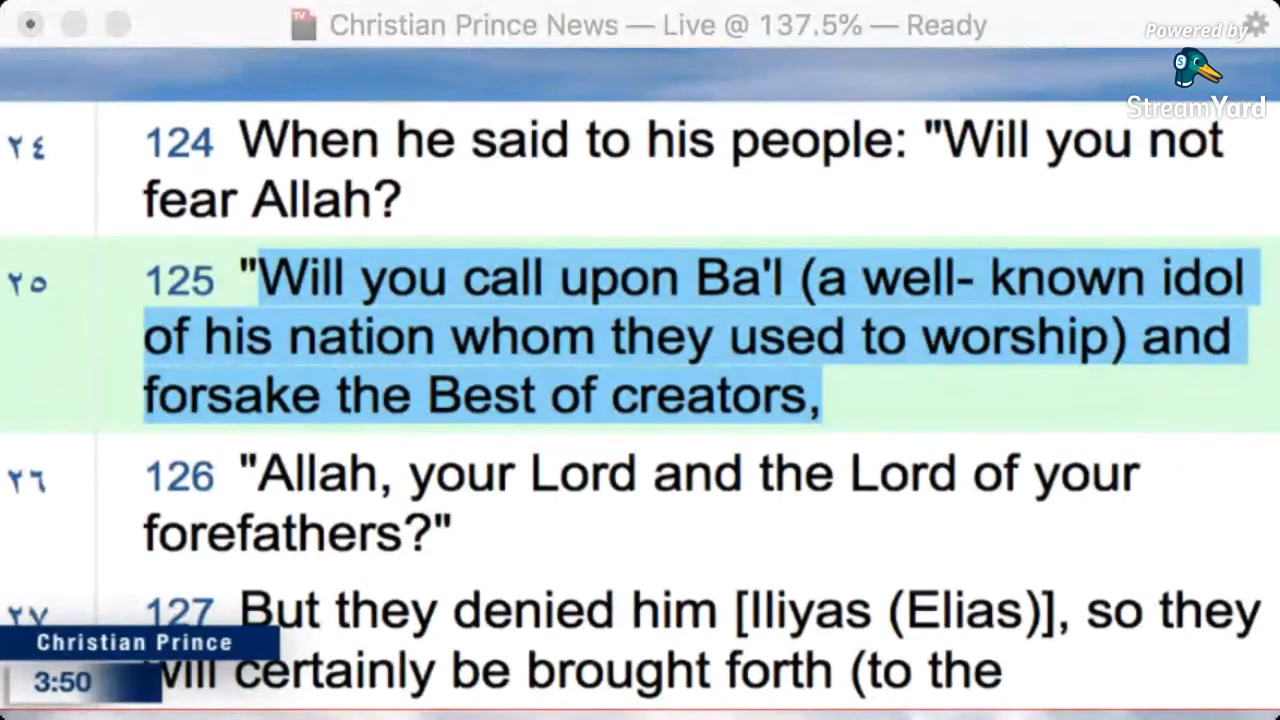 Christian Prince News — Live @ 137.5% — Ready
Powered by
StreamYard
٢٤ 124 When he said to his people: "Will you not
fear Allah?
٢٥ 125 "Will you call upon Ba'l (a well- known idol
of his nation whom they used to worship) and
forsake the Best of creators,
٢٦ 126 "Allah, your Lord and the Lord of your
forefathers?"
٢٧ 127 But they denied him [Iliyas (Elias)], so they
will certainly be brought forth (to the
Christian Prince
3:50